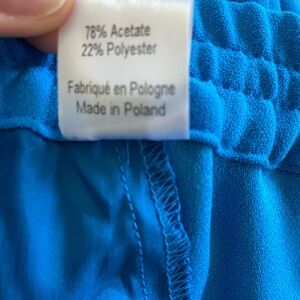 78% Acetate
22% Polyester
Fabriqué en Pologne
Made in Poland